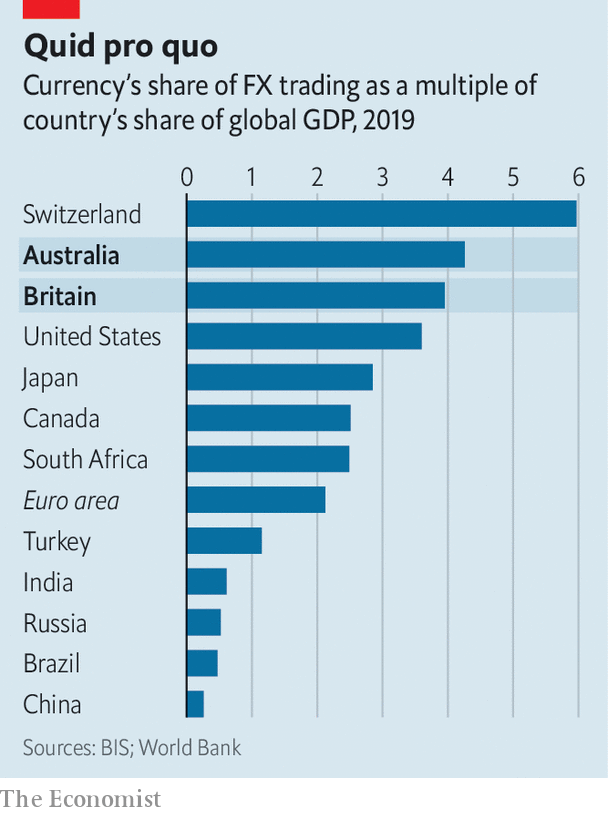 Quid pro quo
Currency’s share of FX trading as a multiple of
country’s share of global GDP, 2019
0 1 2 3 4 5 6
Switzerland
Australia
Britain
United States
Japan
Canada
South Africa
Euro area
Turkey
India
Russia
Brazil
China
Sources: BIS; World Bank
The Economist